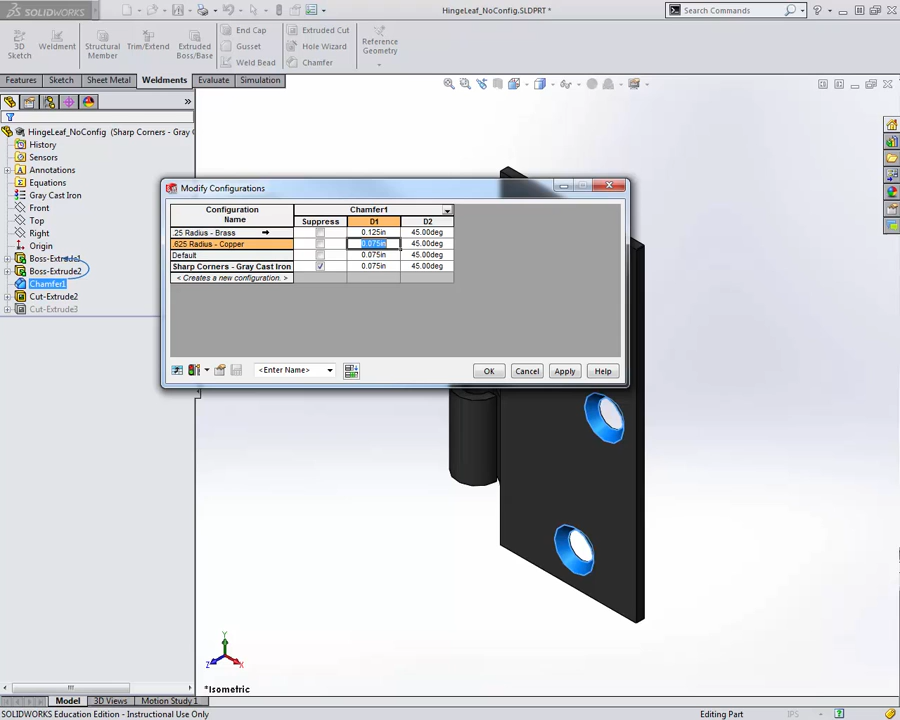 SOLIDWORKS
HingeLeaf_NoConfig.SLDPRT *
Search Commands
3D Sketch
Weldment
Structural Member
Trim/Extend
Extruded Boss/Base
End Cap
Gusset
Weld Bead
Extruded Cut
Hole Wizard
Chamfer
Reference Geometry
Features
Sketch
Sheet Metal
Weldments
Evaluate
Simulation
HingeLeaf_NoConfig (Sharp Corners - Gray C
History
Sensors
Annotations
Equations
Gray Cast Iron
Front
Top
Right
Origin
Boss-Extrude1
Boss-Extrude2
Chamfer1
Cut-Extrude2
Cut-Extrude3
Modify Configurations
Configuration Name
Chamfer1
Suppress D1 D2
.25 Radius - Brass 0.125in 45.00deg
.625 Radius - Copper 0.075in 45.00deg
Default 0.075in 45.00deg
Sharp Corners - Gray Cast Iron 0.075in 45.00deg
< Creates a new configuration. >
<Enter Name>
OK
Cancel
Apply
Help
Y
Z
X
*Isometric
Model
3D Views
Motion Study 1
SOLIDWORKS Education Edition - Instructional Use Only
Editing Part
IPS